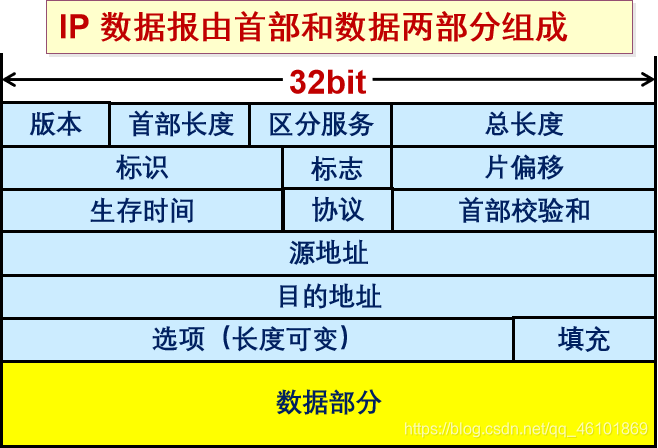 IP 数据报由首部和数据两部分组成
32bit
版本 首部长度 区分服务 总长度
标识 标志 片偏移
生存时间 协议 首部校验和
源地址
目的地址
选项（长度可变） 填充
数据部分
https://blog.csdn.net/qq_46101869